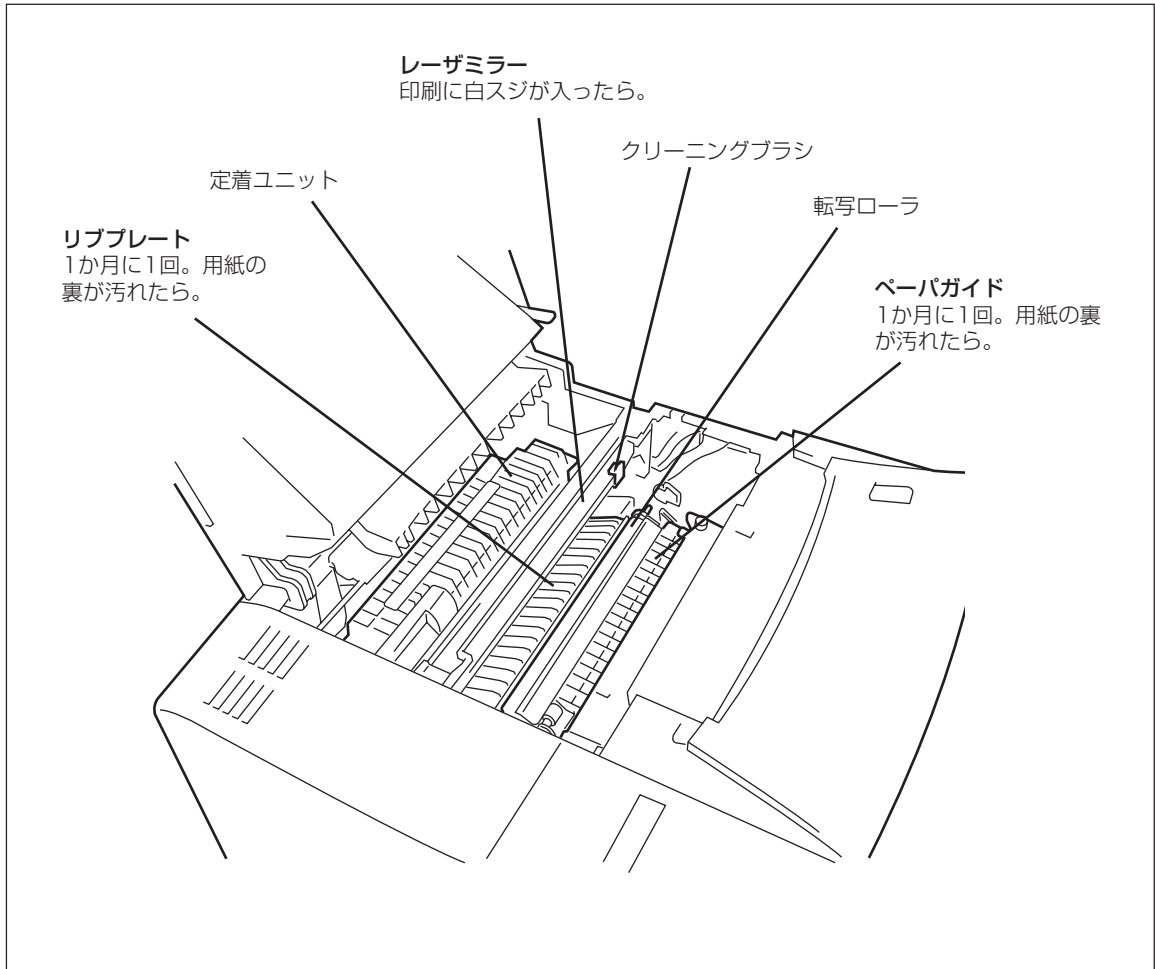 レーザミラー
印刷に白スジが入ったら。
クリーニングブラシ
定着ユニット
転写ローラ
リブプレート
1か月に1回。用紙の
裏が汚れたら。
ペーパガイド
1か月に1回。用紙の裏
が汚れたら。